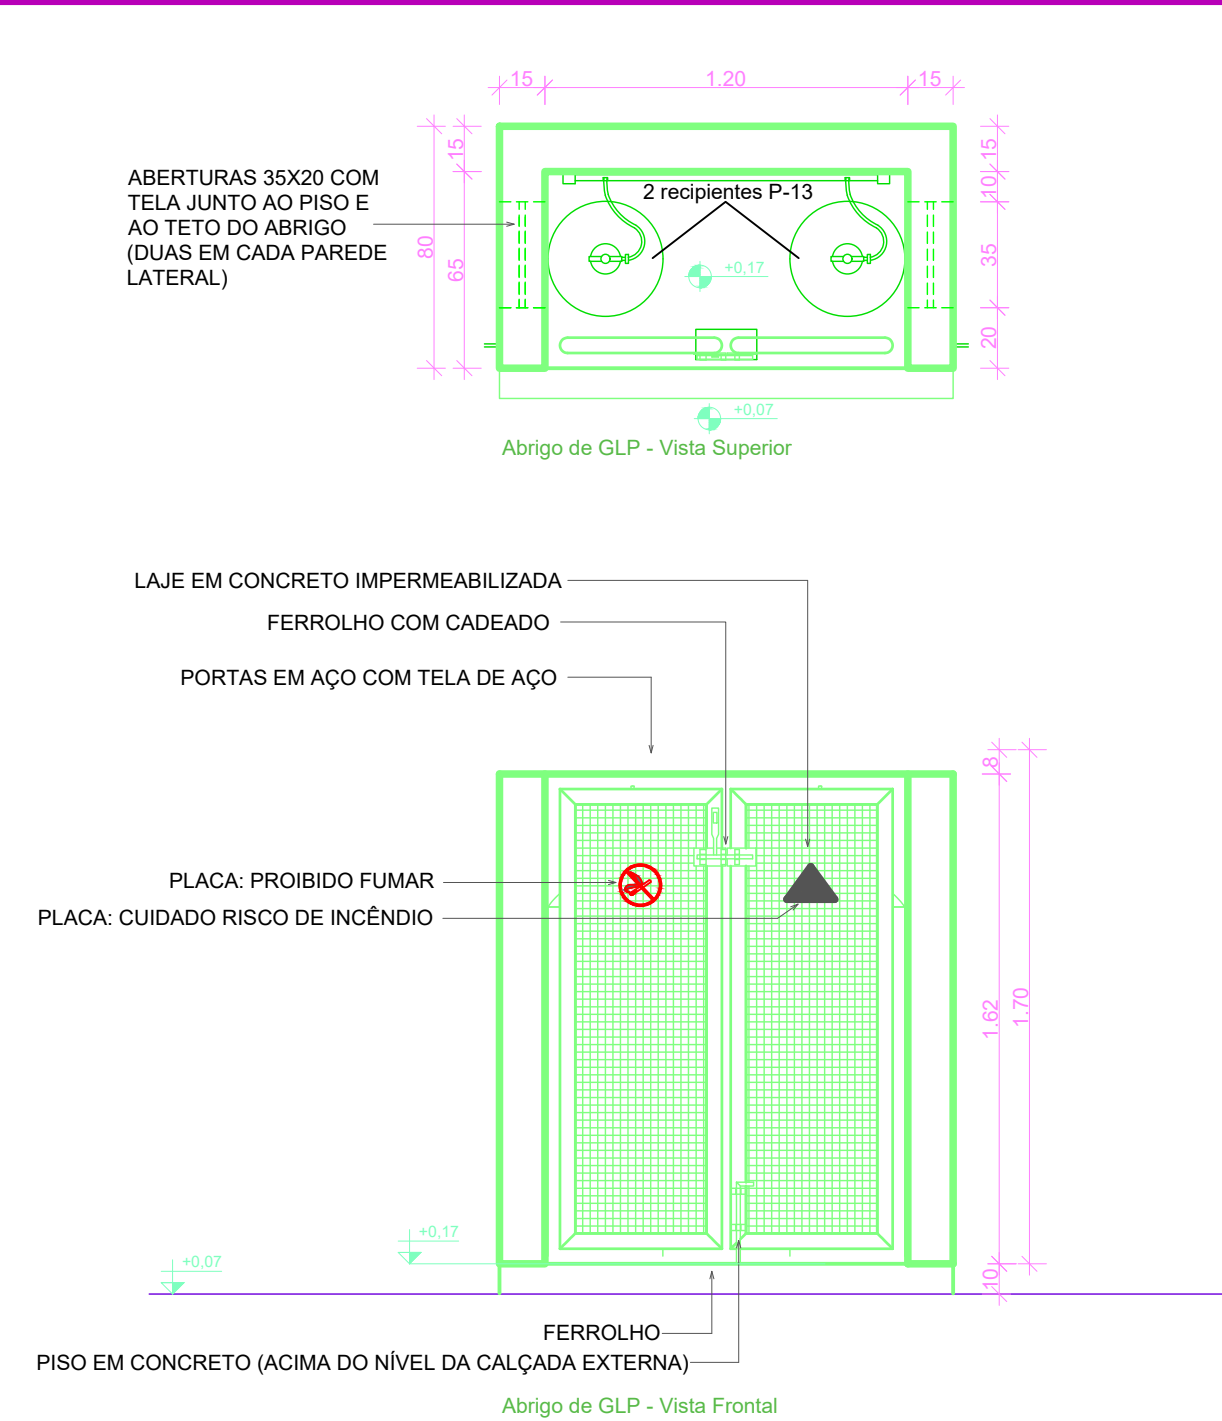 15
1.20
15
ABERTURAS 35X20 COM
TELA JUNTO AO PISO E
AO TETO DO ABRIGO
(DUAS EM CADA PAREDE
LATERAL)
80
15
65
2 recipientes P-13
+0,17
15
10
35
20
+0,07
Abrigo de GLP - Vista Superior
LAJE EM CONCRETO IMPERMEABILIZADA
FERROLHO COM CADEADO
PORTAS EM AÇO COM TELA DE AÇO
8
PLACA: PROIBIDO FUMAR
PLACA: CUIDADO RISCO DE INCÊNDIO
1.62
1.70
+0,17
+0,07
10
FERROLHO
PISO EM CONCRETO (ACIMA DO NÍVEL DA CALÇADA EXTERNA)
Abrigo de GLP - Vista Frontal